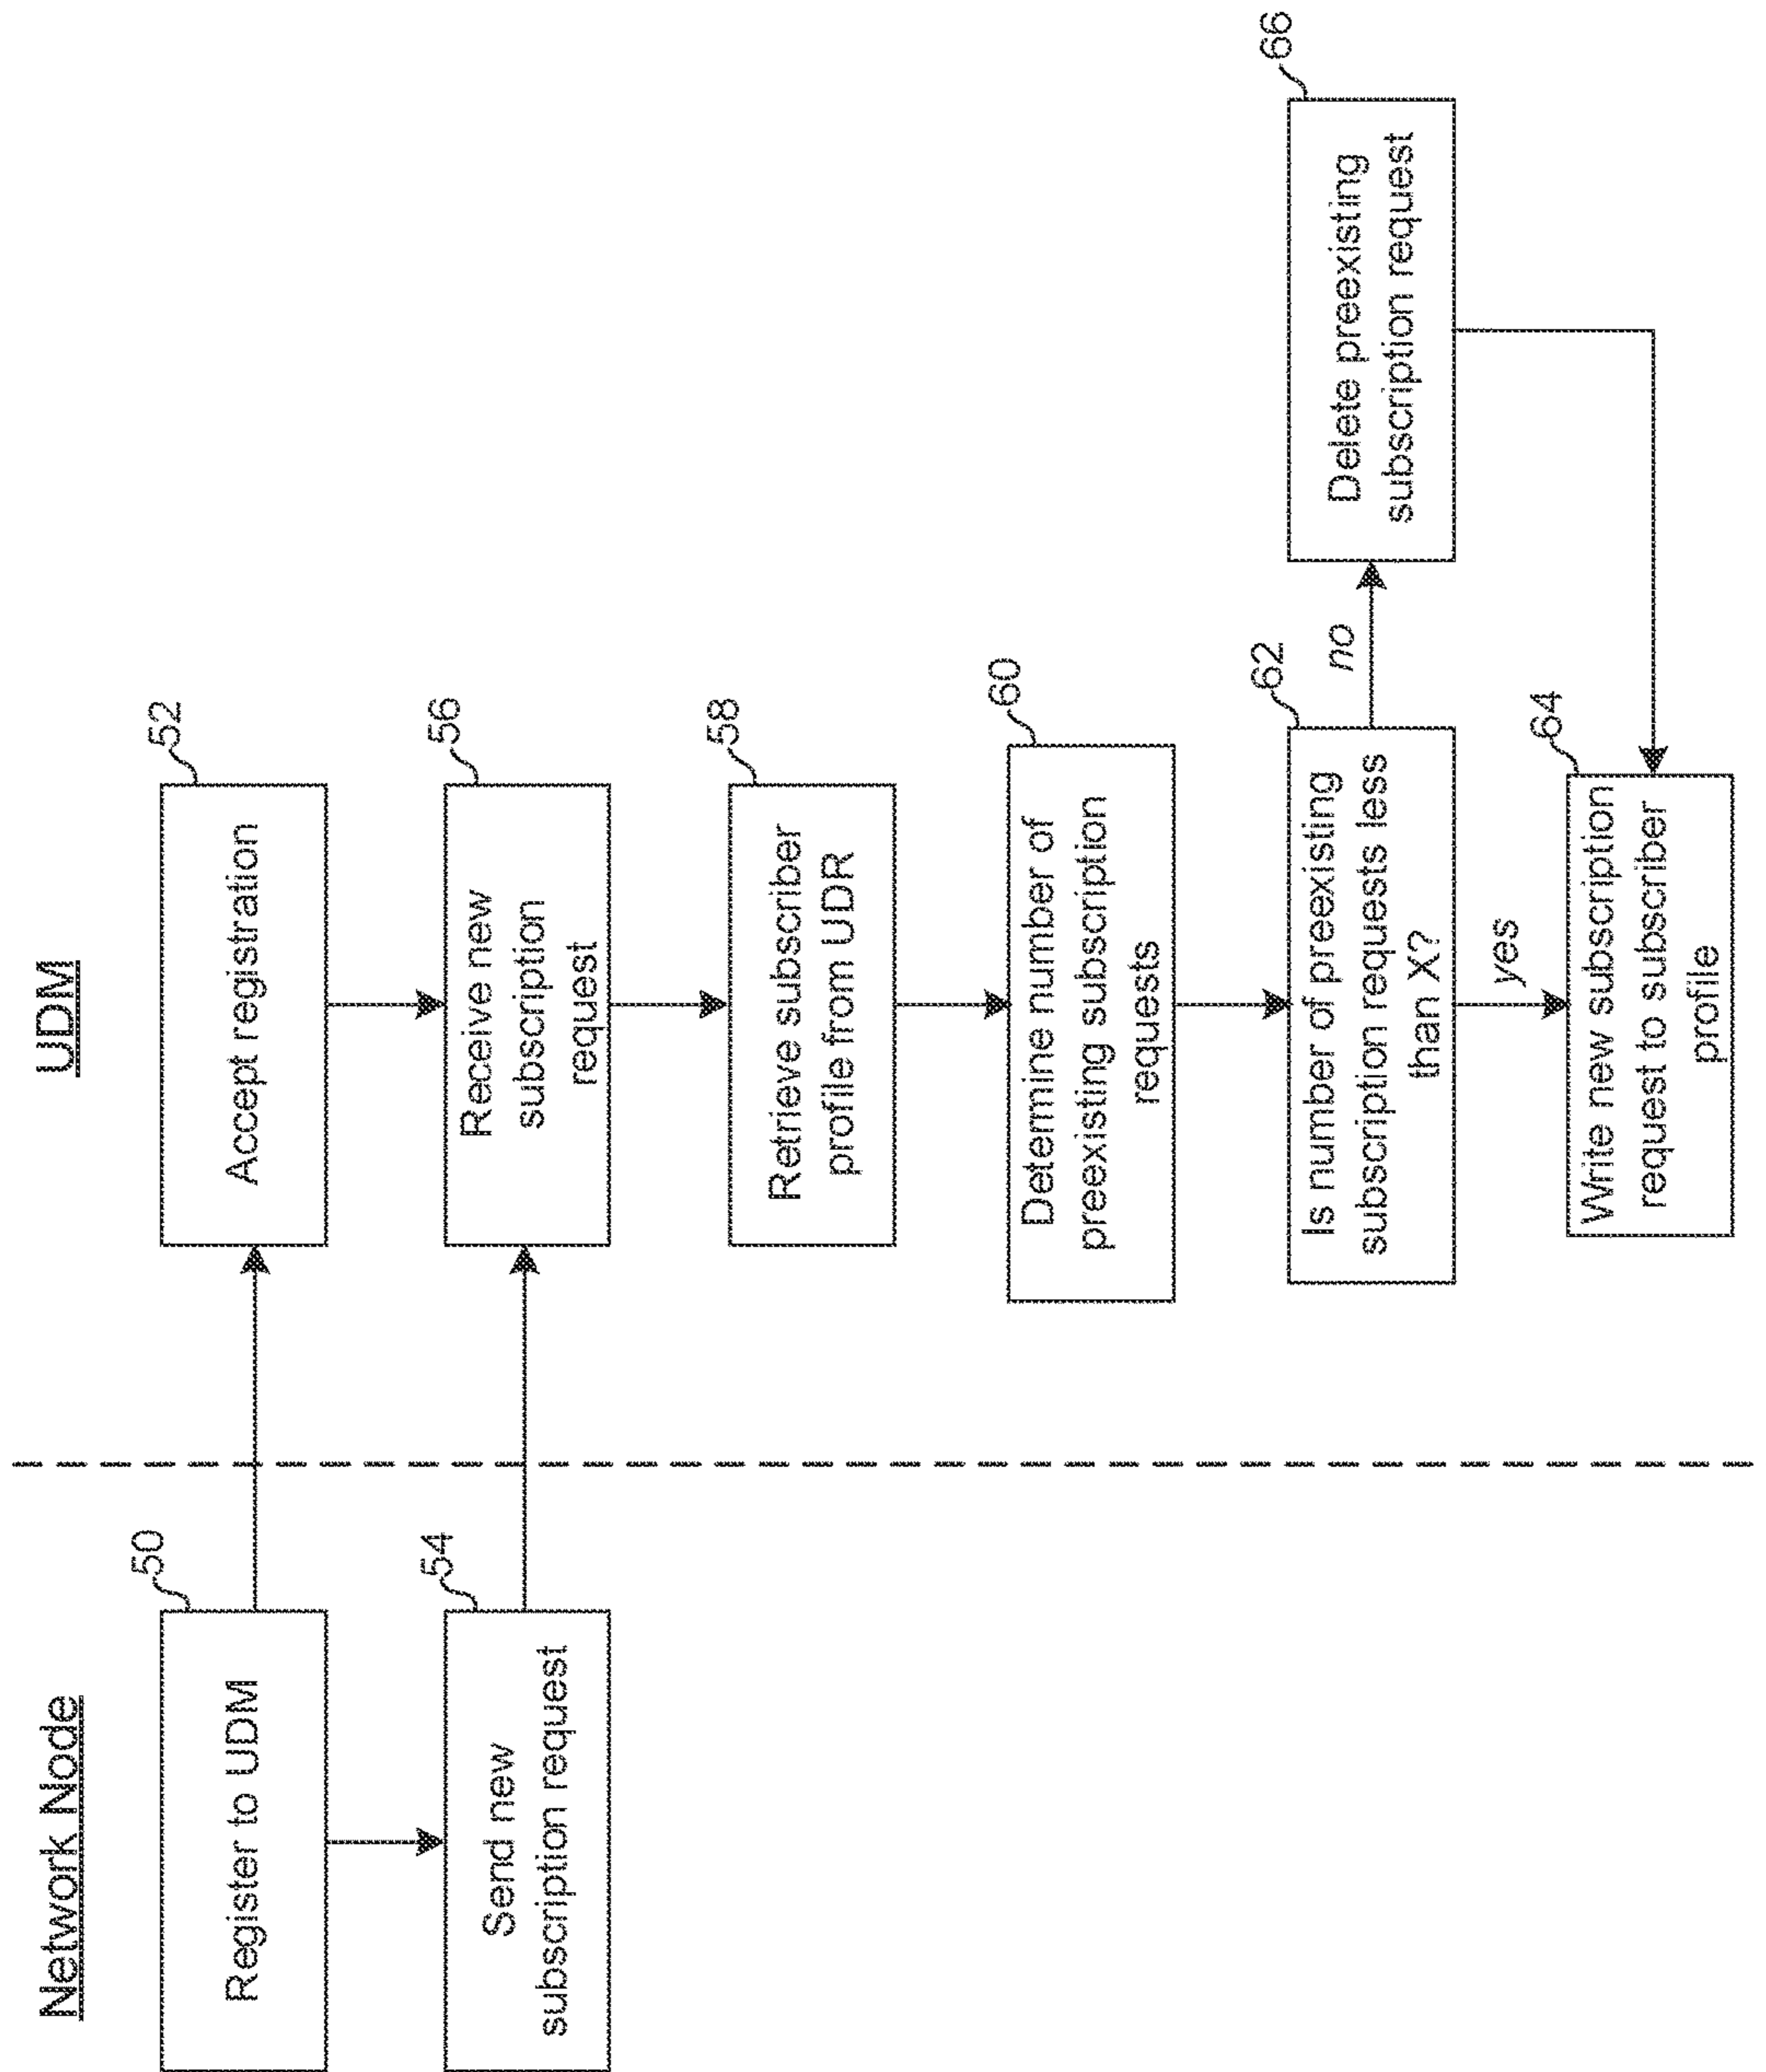 Network Node
UDM
50
Register to UDM
52
Accept registration
54
Send new
subscription request
56
Receive new
subscription
request
58
Retrieve subscriber
profile from UDR
60
Determine number of
preexisting subscription
requests
62
Is number of preexisting
subscription requests less
than X?
no
66
Delete preexisting
subscription request
yes
64
Write new subscription
request to subscriber
profile